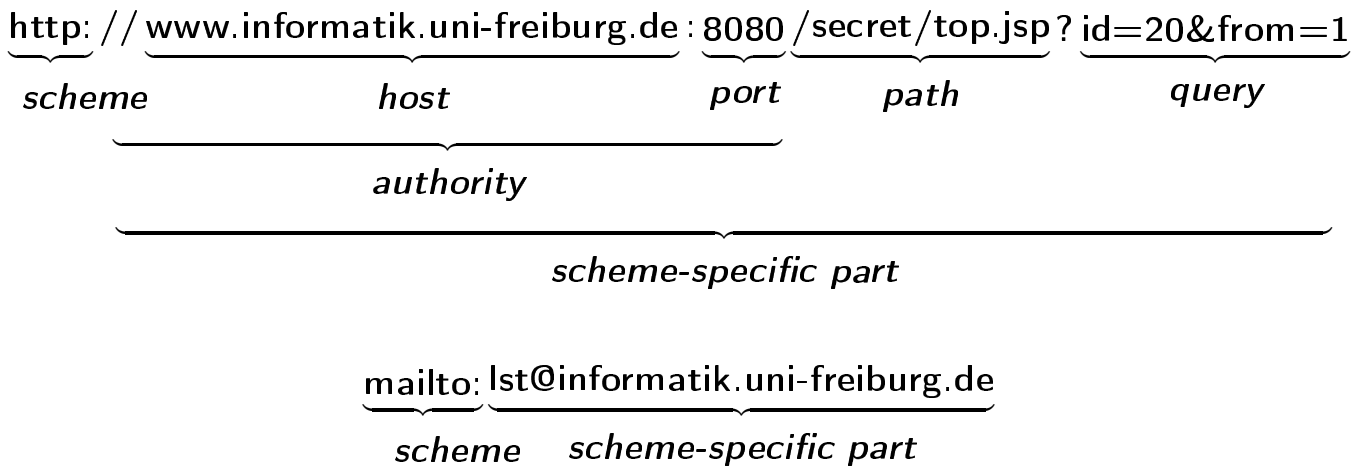 http://www.informatik.uni-freiburg.de:8080/secret/top.jsp?id=20&from=1
scheme host port path query
authority
scheme-specific part
mailto:lst@informatik.uni-freiburg.de
scheme scheme-specific part